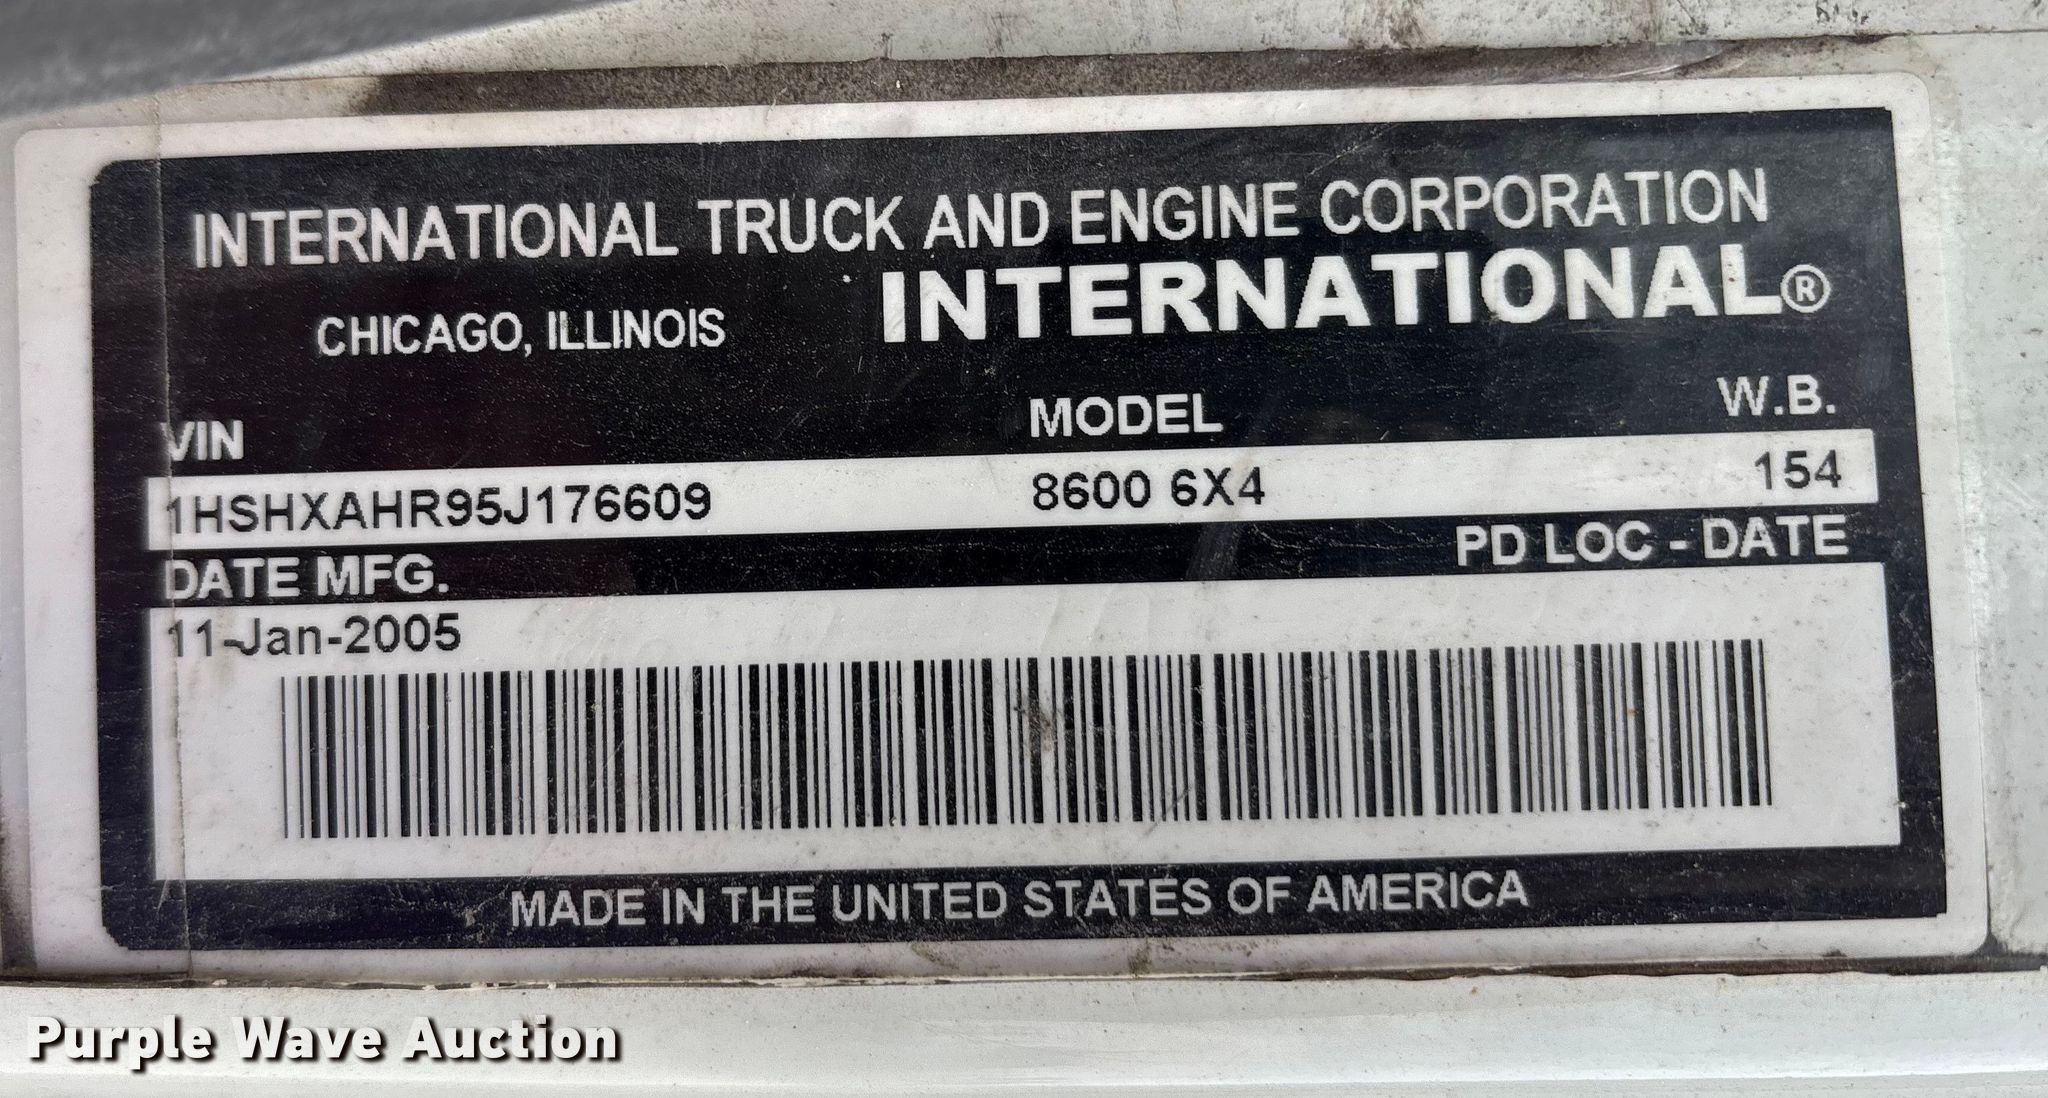 INTERNATIONAL TRUCK AND ENGINE CORPORATION
CHICAGO, ILLINOIS INTERNATIONAL®
VIN MODEL W.B.
1HSHXAHR95J176609 8600 6X4 154
DATE MFG. PD LOC - DATE
11-Jan-2005
MADE IN THE UNITED STATES OF AMERICA
Purple Wave Auction